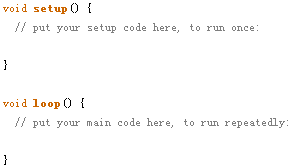 void setup() {
  // put your setup code here, to run once:

}

void loop() {
  // put your main code here, to run repeatedly:

}